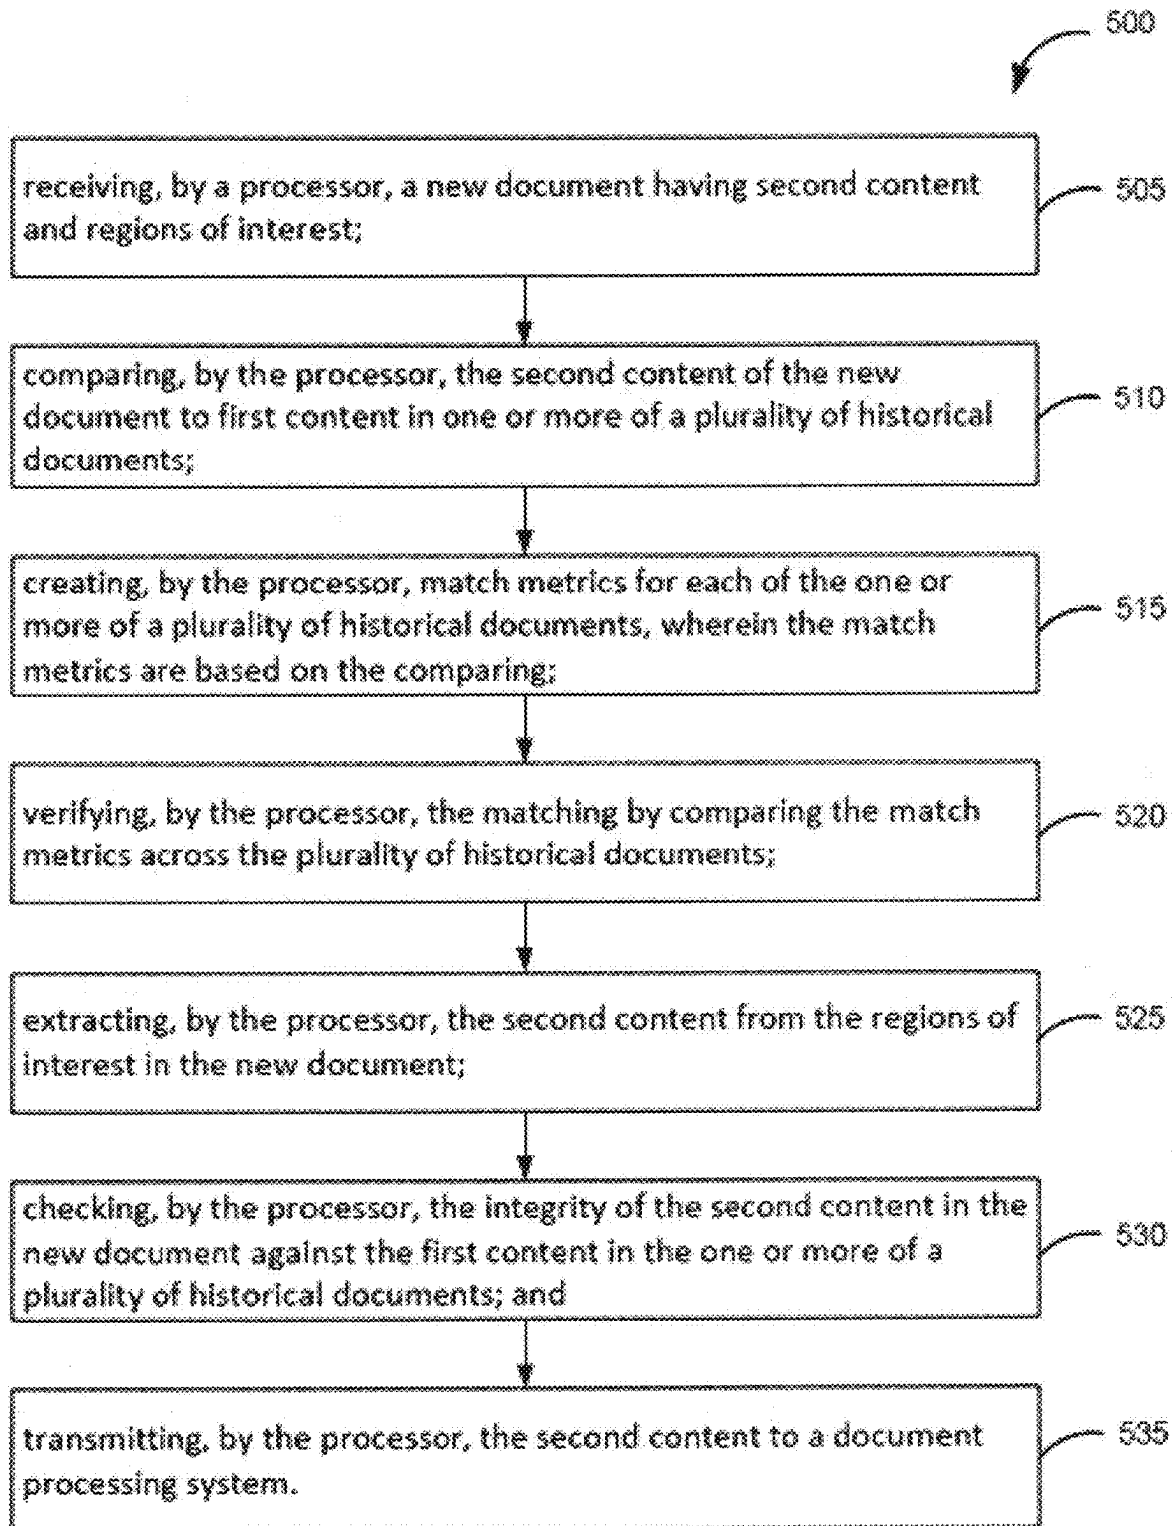 500
receiving, by a processor, a new document having second content
and regions of interest;
505
comparing, by the processor, the second content of the new
document to first content in one or more of a plurality of historical
documents;
510
creating, by the processor, match metrics for each of the one or
more of a plurality of historical documents, wherein the match
metrics are based on the comparing;
515
verifying, by the processor, the matching by comparing the match
metrics across the plurality of historical documents;
520
extracting, by the processor, the second content from the regions of
interest in the new document;
525
checking, by the processor, the integrity of the second content in the
new document against the first content in the one or more of a
plurality of historical documents; and
530
transmitting, by the processor, the second content to a document
processing system.
535